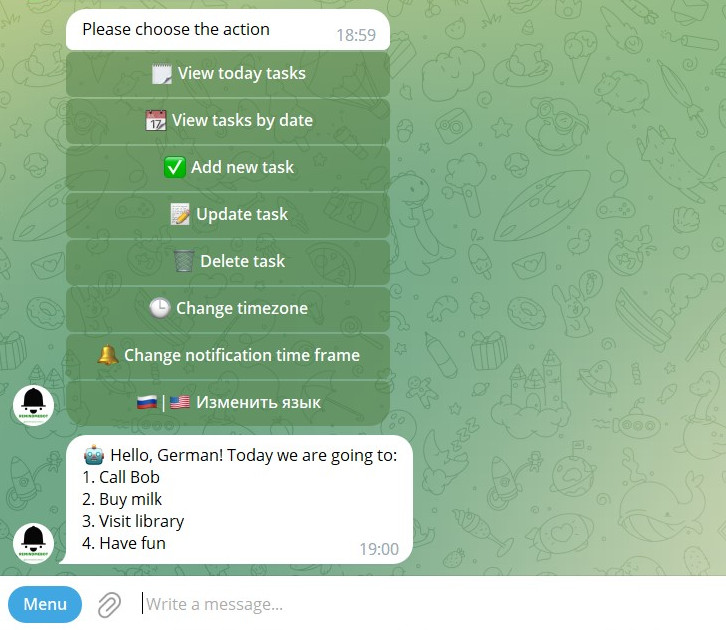 Please choose the action
18:59
View today tasks
View tasks by date
Add new task
Update task
Delete task
Change timezone
Change notification time frame
| Изменить язык
Hello, German! Today we are going to:
1. Call Bob
2. Buy milk
3. Visit library
4. Have fun
19:00
Menu
Write a message...